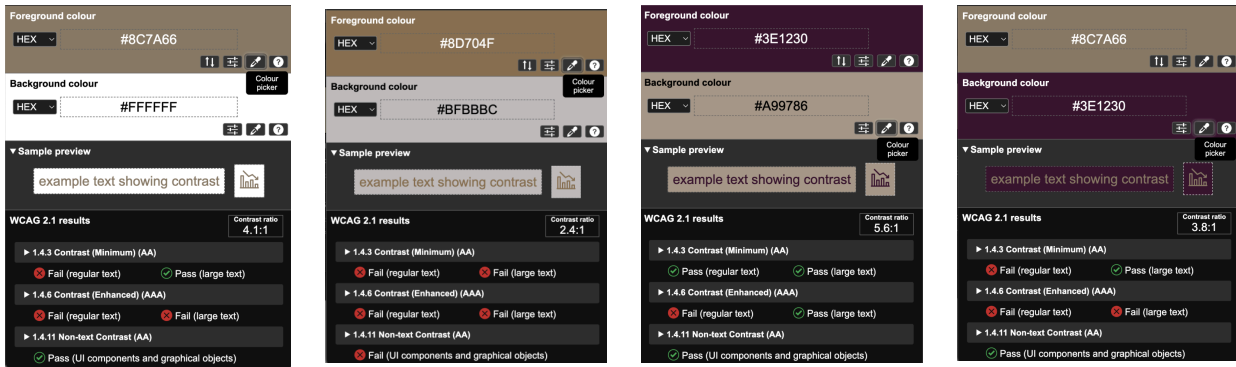 Foreground colour
HEX #8C7A66
Background colour
Colour picker
HEX #FFFFFF
▼ Sample preview
example text showing contrast
WCAG 2.1 results
Contrast ratio
4.1:1
▶ 1.4.3 Contrast (Minimum) (AA)
Fail (regular text) Pass (large text)
▶ 1.4.6 Contrast (Enhanced) (AAA)
Fail (regular text) Fail (large text)
▶ 1.4.11 Non-text Contrast (AA)
Pass (UI components and graphical objects)
Foreground colour
HEX #8D704F
Background colour
Colour picker
HEX #BFBBBC
▼ Sample preview
example text showing contrast
WCAG 2.1 results
Contrast ratio
2.4:1
▶ 1.4.3 Contrast (Minimum) (AA)
Fail (regular text) Fail (large text)
▶ 1.4.6 Contrast (Enhanced) (AAA)
Fail (regular text) Fail (large text)
▶ 1.4.11 Non-text Contrast (AA)
Fail (UI components and graphical objects)
Foreground colour
HEX #3E1230
Background colour
HEX #A99786
Colour picker
▼ Sample preview
example text showing contrast
WCAG 2.1 results
Contrast ratio
5.6:1
▶ 1.4.3 Contrast (Minimum) (AA)
Pass (regular text) Pass (large text)
▶ 1.4.6 Contrast (Enhanced) (AAA)
Fail (regular text) Pass (large text)
▶ 1.4.11 Non-text Contrast (AA)
Pass (UI components and graphical objects)
Foreground colour
HEX #8C7A66
Background colour
HEX #3E1230
Colour picker
▼ Sample preview
example text showing contrast
WCAG 2.1 results
Contrast ratio
3.8:1
▶ 1.4.3 Contrast (Minimum) (AA)
Fail (regular text) Pass (large text)
▶ 1.4.6 Contrast (Enhanced) (AAA)
Fail (regular text) Fail (large text)
▶ 1.4.11 Non-text Contrast (AA)
Pass (UI components and graphical objects)